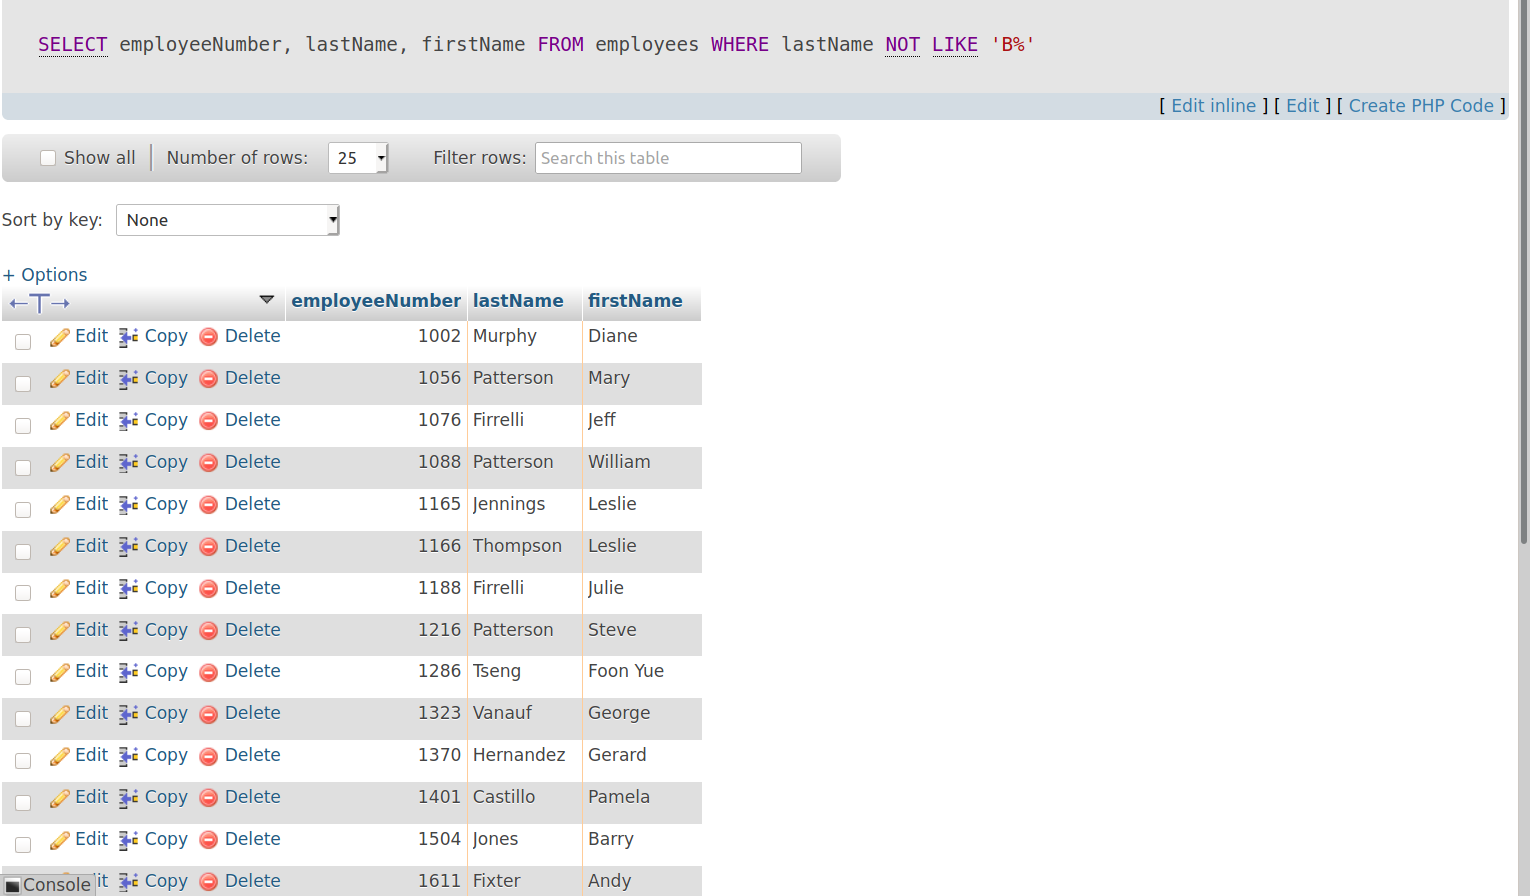 SELECT employeeNumber, lastName, firstName FROM employees WHERE lastName NOT LIKE 'B%'
[ Edit inline ] [ Edit ] [ Create PHP Code ]
Show all Number of rows: 25 Filter rows: Search this table
Sort by key: None
+ Options
←T→ employeeNumber lastName firstName
Edit Copy Delete 1002 Murphy Diane
Edit Copy Delete 1056 Patterson Mary
Edit Copy Delete 1076 Firrelli Jeff
Edit Copy Delete 1088 Patterson William
Edit Copy Delete 1165 Jennings Leslie
Edit Copy Delete 1166 Thompson Leslie
Edit Copy Delete 1188 Firrelli Julie
Edit Copy Delete 1216 Patterson Steve
Edit Copy Delete 1286 Tseng Foon Yue
Edit Copy Delete 1323 Vanauf George
Edit Copy Delete 1370 Hernandez Gerard
Edit Copy Delete 1401 Castillo Pamela
Edit Copy Delete 1504 Jones Barry
Console it Copy Delete 1611 Fixter Andy